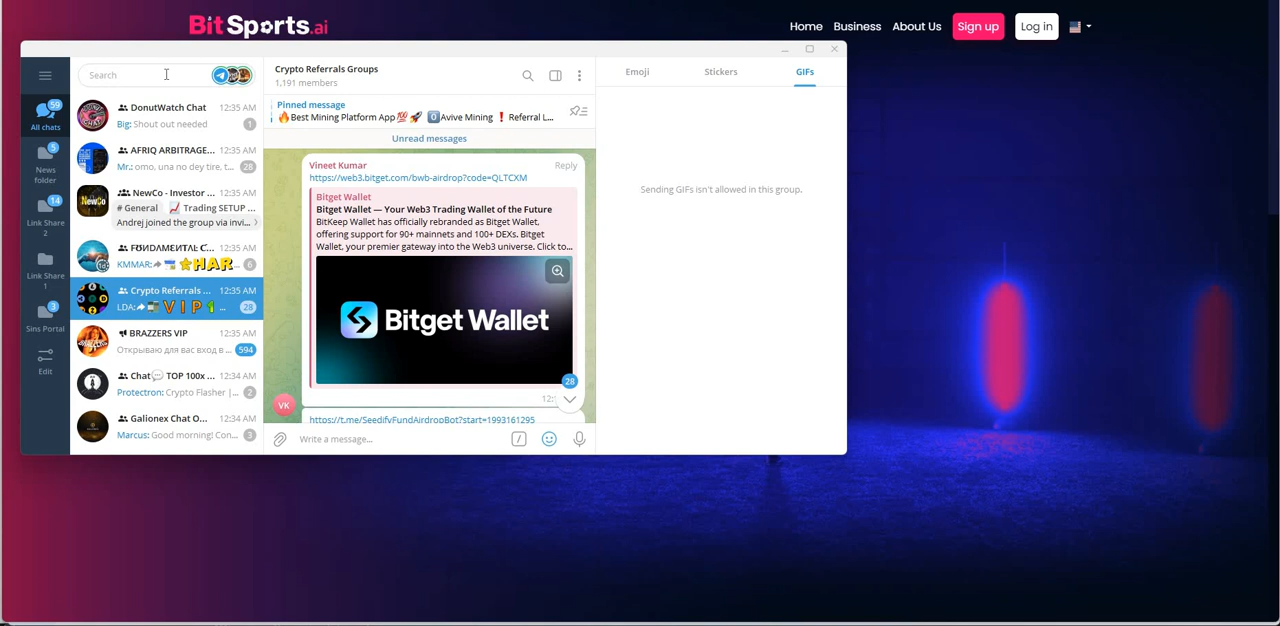 BitSports.ai
Home Business About Us Sign up Log in
Search
59
All chats
5
News
folder
14
Link Share
2
Link Share
1
3
Sins Portal
Edit
DonutWatch Chat 12:35 AM
Big: Shout out needed 1
AFRIQ ARBITRAGE... 12:35 AM
Mr.: omo, una no dey tire, t... 28
NewCo - Investor ... 12:35 AM
# General 📈 Trading SETUP ...
Andrej joined the group via invi...
12:35 AM
KMMAR: ⭐HAR... 6
Crypto Referrals ... 12:35 AM
LDA: VIP 1 ... 28
BRAZZERS VIP 12:35 AM
Открываю для вас вход в ... 594
Chat💬 TOP 100x ... 12:34 AM
Protectron: Crypto Flasher |... 2
Galionex Chat O... 12:34 AM
Marcus: Good morning! Con... 3
Crypto Referrals Groups
1,191 members
Pinned message
🔥Best Mining Platform App💯🚀 0️⃣Avive Mining ❗Referral L...
Unread messages
Vineet Kumar Reply
https://web3.bitget.com/bwb-airdrop?code=QLTCXM
Bitget Wallet
Bitget Wallet — Your Web3 Trading Wallet of the Future
BitKeep Wallet has officially rebranded as Bitget Wallet,
offering support for 90+ mainnets and 100+ DEXs. Bitget
Wallet, your premier gateway into the Web3 universe. Click to...
Bitget Wallet
28
12:
VK
https://t.me/SeedifyFundAirdropBot?start=1993161295
Write a message...
Emoji Stickers GIFs
Sending GIFs isn't allowed in this group.